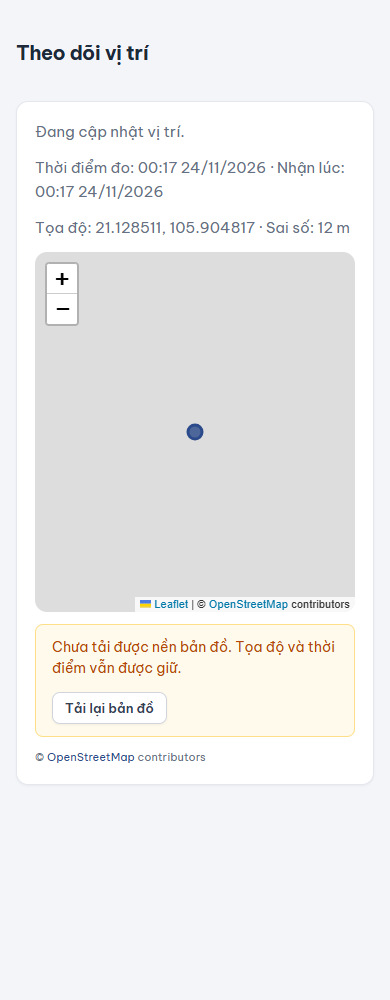 Theo dõi vị trí
Đang cập nhật vị trí.
Thời điểm đo: 00:17 24/11/2026 · Nhận lúc:
00:17 24/11/2026
Tọa độ: 21.128511, 105.904817 · Sai số: 12 m
+
−
Leaflet | © OpenStreetMap contributors
Chưa tải được nền bản đồ. Tọa độ và thời
điểm vẫn được giữ.
Tải lại bản đồ
© OpenStreetMap contributors